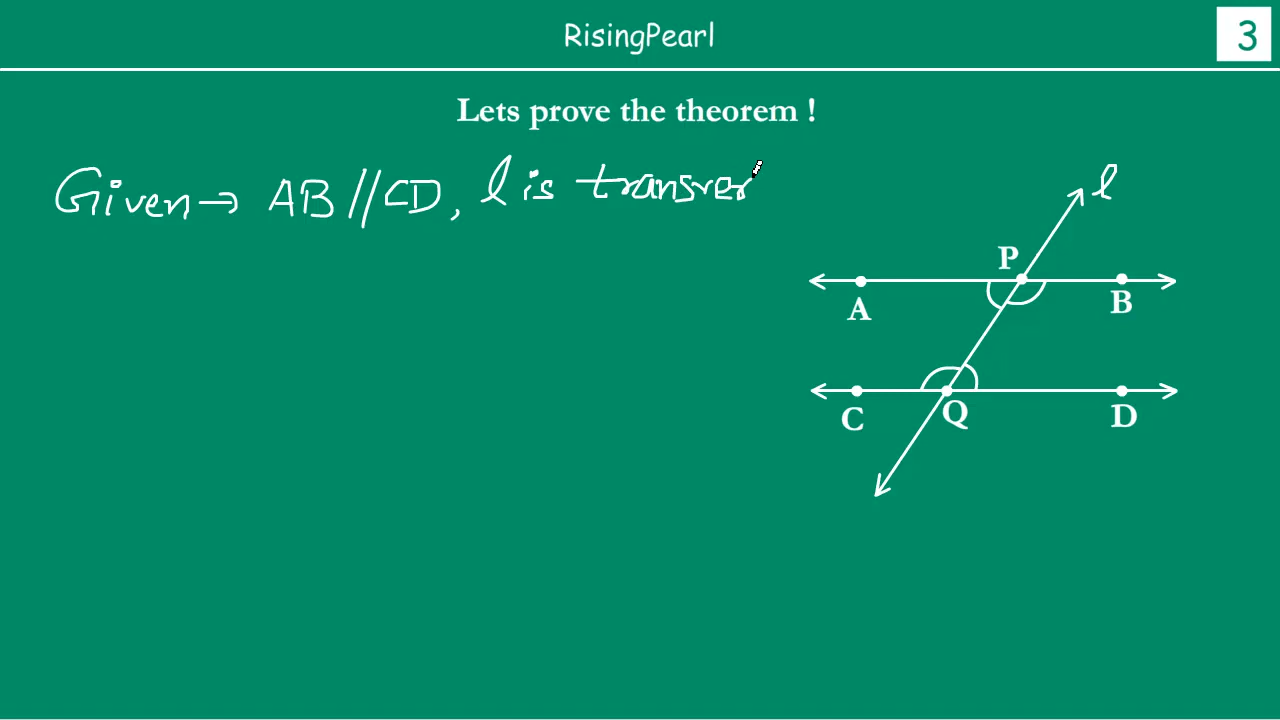 RisingPearl
3
Lets prove the theorem !
Given → AB // CD, l is transver
l
P
A
B
C
Q
D